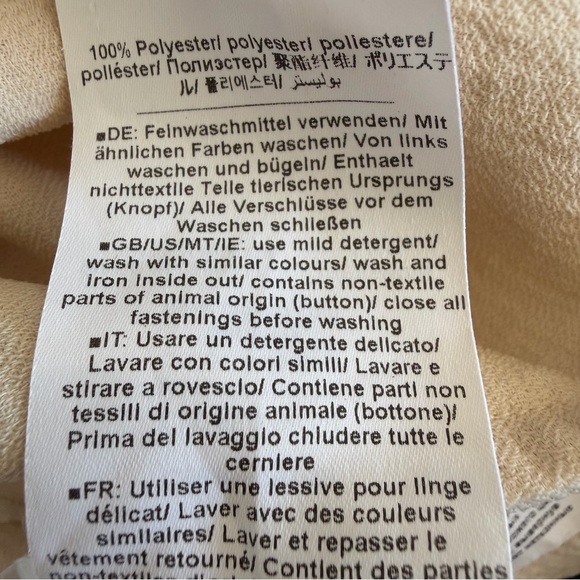 100% Polyester/ polyester/ poliestere/
poliéster/ Полиэстер/ 聚酯纤维/ ポリエステ
ル/ 폴리에스터/ بوليستر
■DE: Feinwaschmittel verwenden/ Mit
ähnlichen Farben waschen/ Von links
waschen und bügeln/ Enthaelt
nichttextile Teile tierischen Ursprungs
(Knopf)/ Alle Verschlüsse vor dem
Waschen schließen
■GB/US/MT/IE: use mild detergent/
wash with similar colours/ wash and
iron inside out/ contains non-textile
parts of animal origin (button)/ close all
fastenings before washing
■IT: Usare un detergente delicato/
Lavare con colori simili/ Lavare e
stirare a rovescio/ Contiene parti non
tessili di origine animale (bottone)/
Prima del lavaggio chiudere tutte le
cerniere
■FR: Utiliser une lessive pour linge
délicat/ Laver avec des couleurs
similaires/ Laver et repasser le
vêtement retourné/ Contient des parties